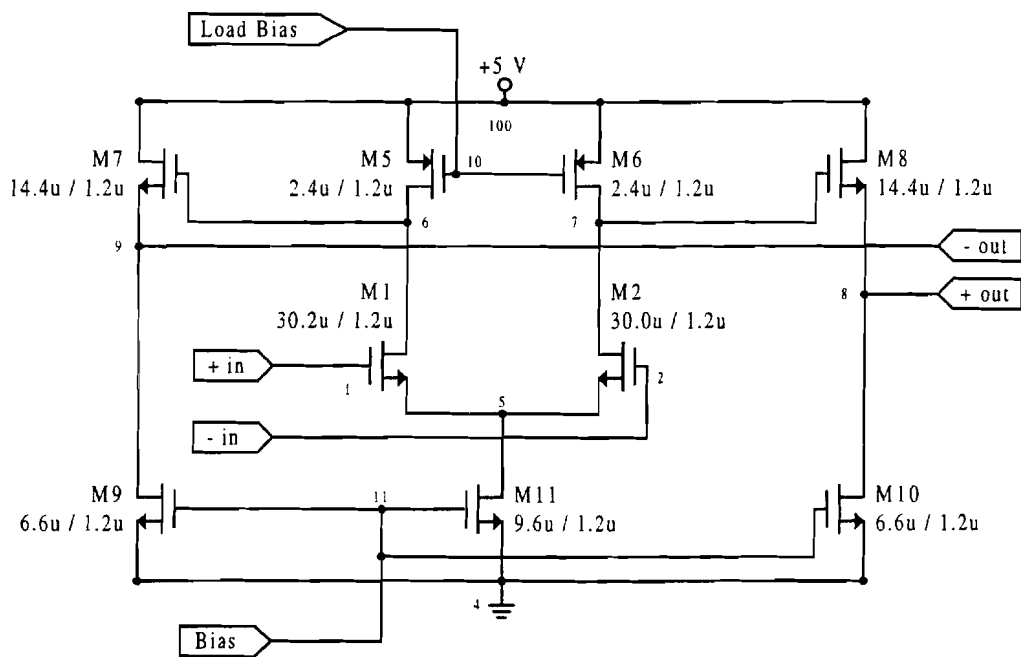 Load Bias
+5 V
100
M7
14.4u / 1.2u
M5
2.4u / 1.2u
10
M6
2.4u / 1.2u
M8
14.4u / 1.2u
6
7
9
- out
8
+ out
M1
30.2u / 1.2u
M2
30.0u / 1.2u
+ in
1
2
5
- in
M9
6.6u / 1.2u
11
M11
9.6u / 1.2u
M10
6.6u / 1.2u
4
Bias